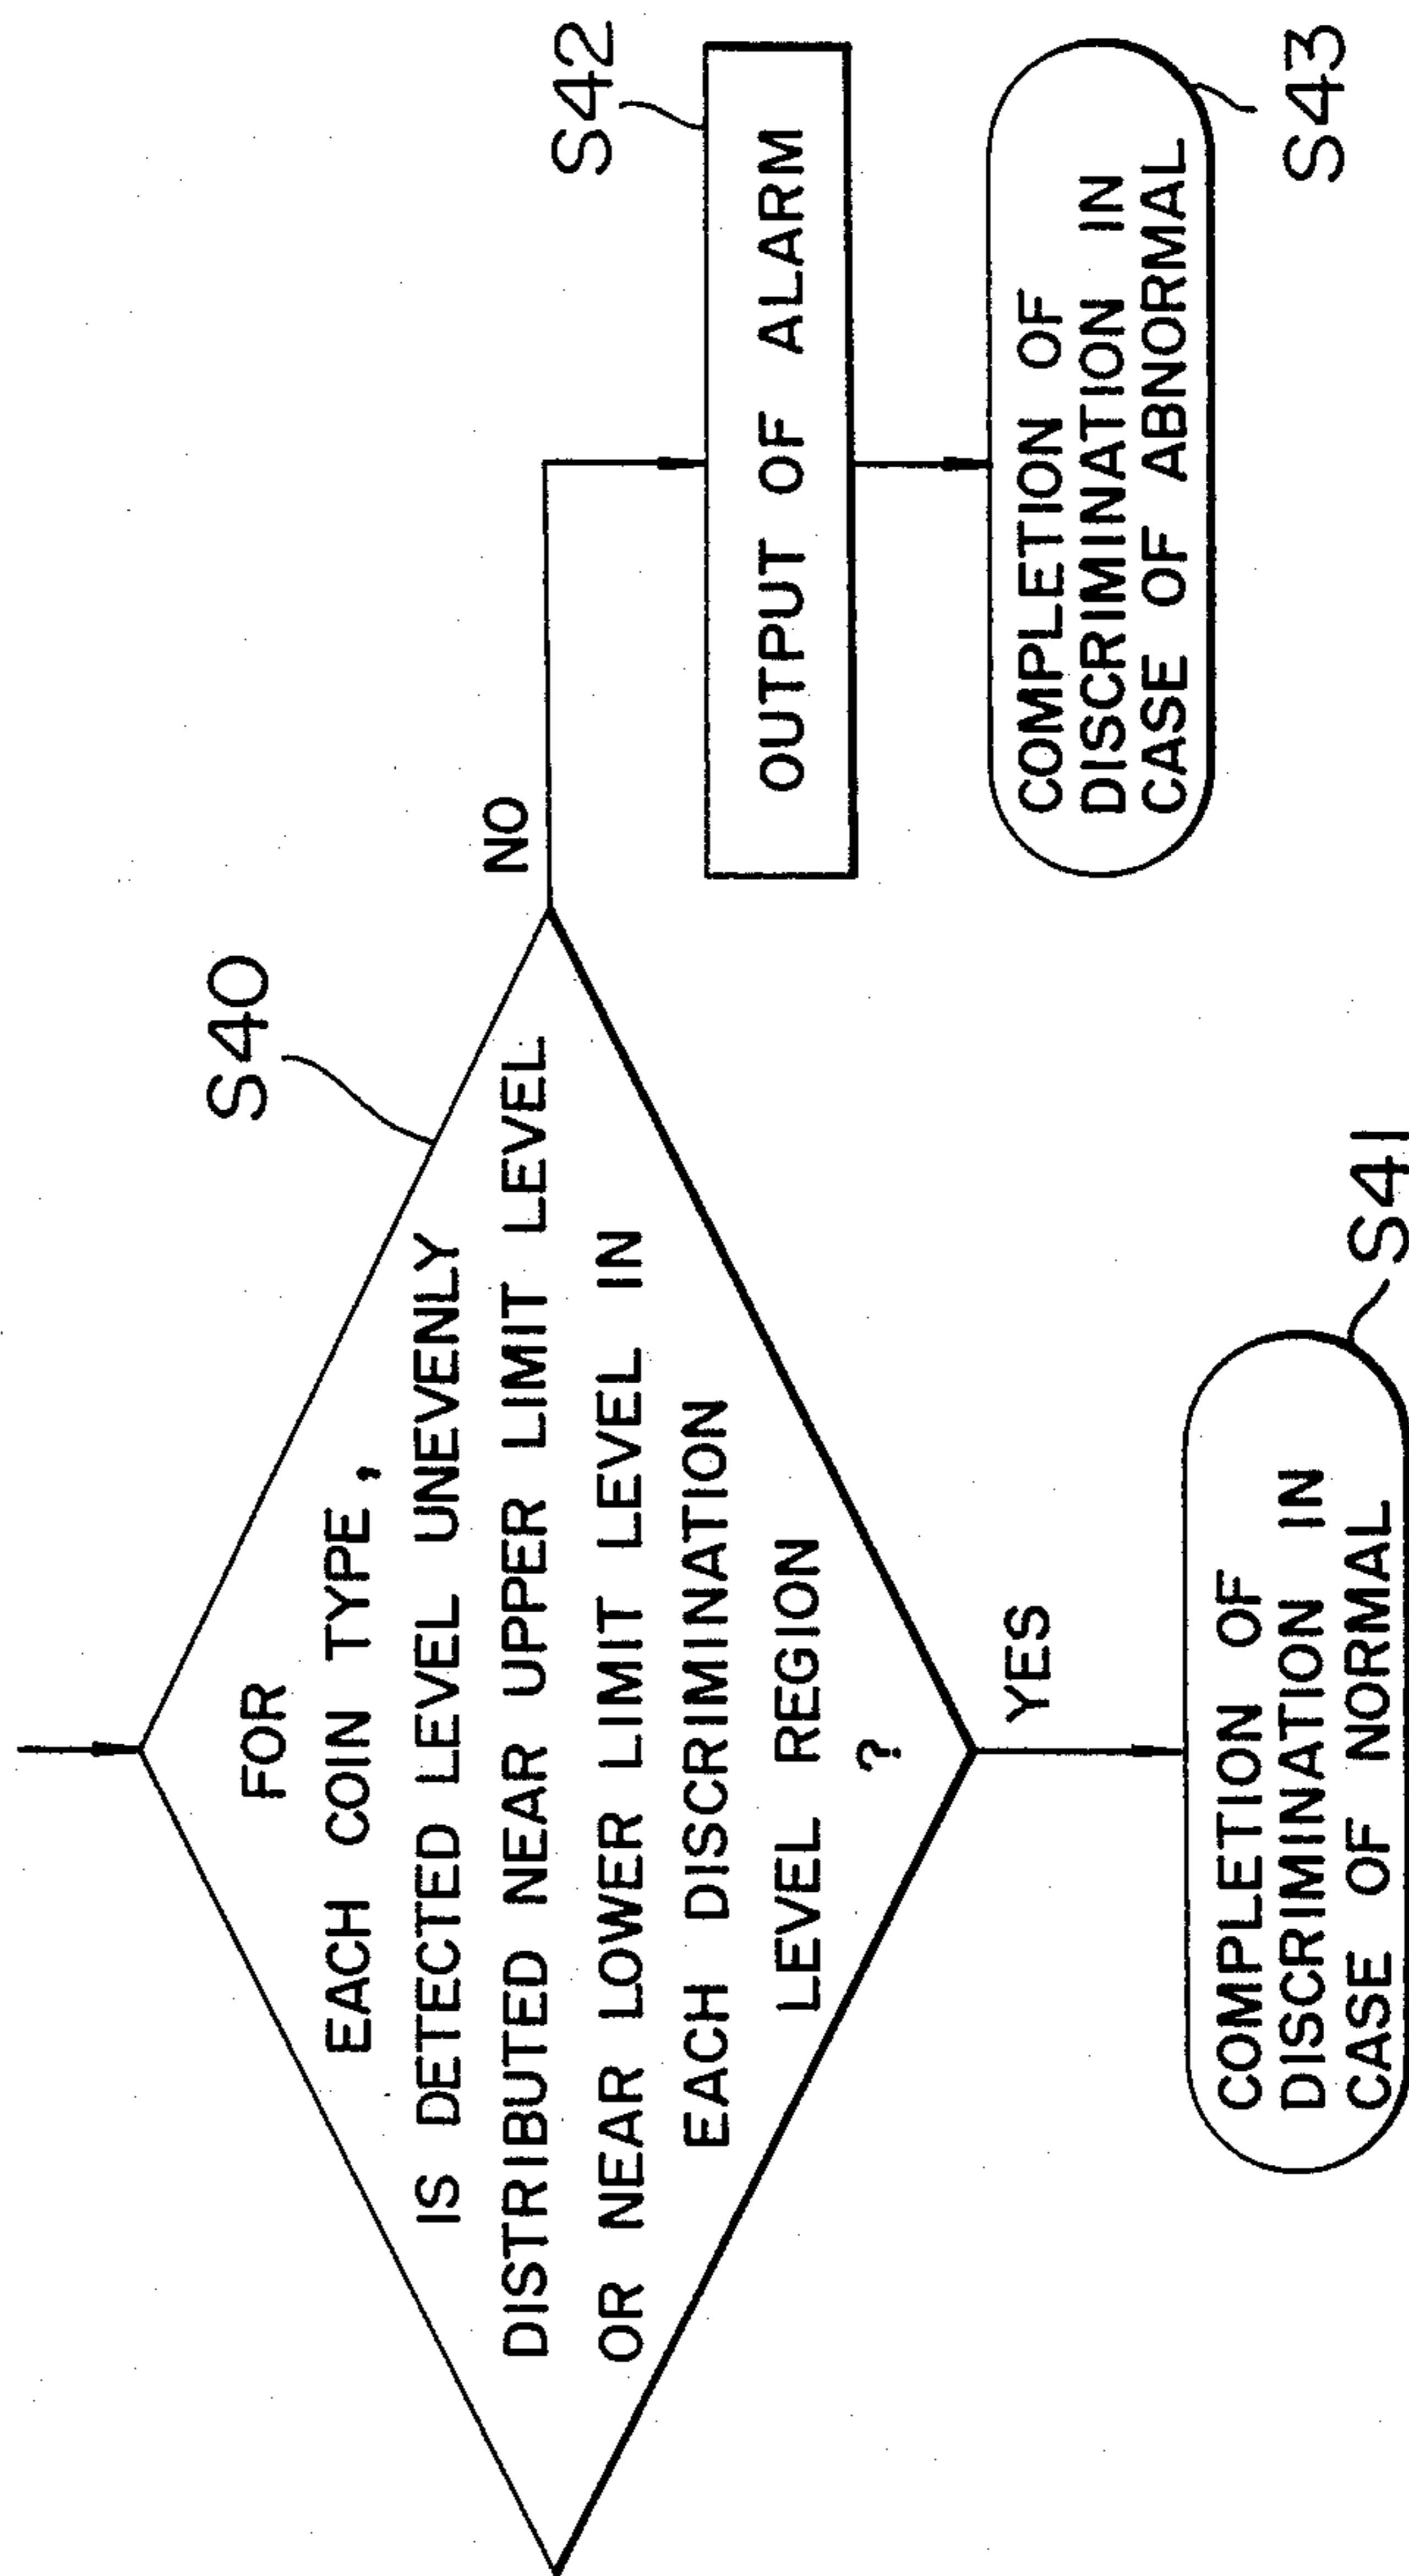 S40
FOR
EACH COIN TYPE,
IS DETECTED LEVEL UNEVENLY
DISTRIBUTED NEAR UPPER LIMIT LEVEL
OR NEAR LOWER LIMIT LEVEL IN
EACH DISCRIMINATION
LEVEL REGION
?
NO
YES
S42
OUTPUT OF ALARM
COMPLETION OF
DISCRIMINATION IN
CASE OF ABNORMAL
S43
S41
COMPLETION OF
DISCRIMINATION IN
CASE OF NORMAL